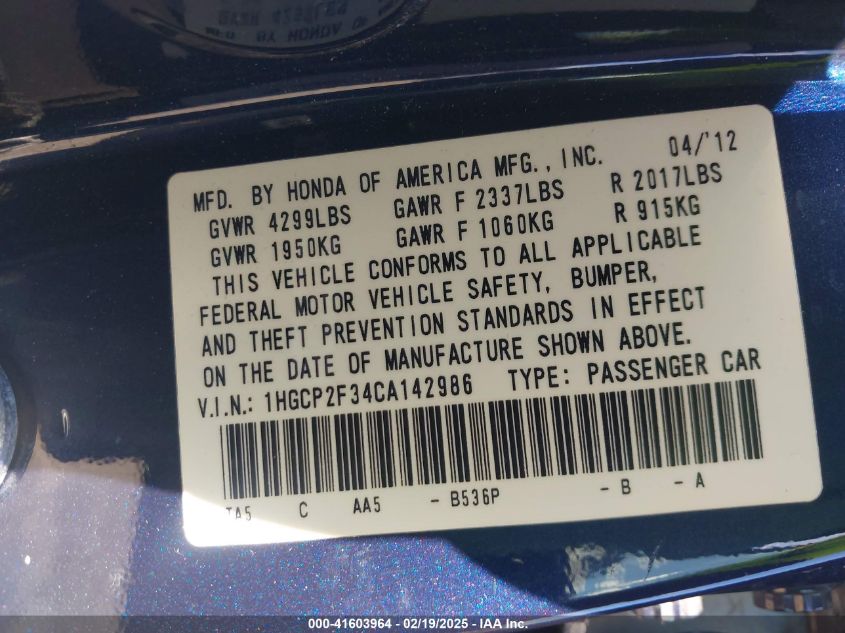 MFD. BY HONDA OF AMERICA MFG., INC. 04/'12
GVWR 4299LBS GAWR F 2337LBS R 2017LBS
GVWR 1950KG GAWR F 1060KG R 915KG
THIS VEHICLE CONFORMS TO ALL APPLICABLE
FEDERAL MOTOR VEHICLE SAFETY, BUMPER,
AND THEFT PREVENTION STANDARDS IN EFFECT
ON THE DATE OF MANUFACTURE SHOWN ABOVE.
V.I.N.: 1HGCP2F34CA142986 TYPE: PASSENGER CAR
TA5 C AA5 - B536P - B - A
000-41603964 - 02/19/2025 - IAA Inc.